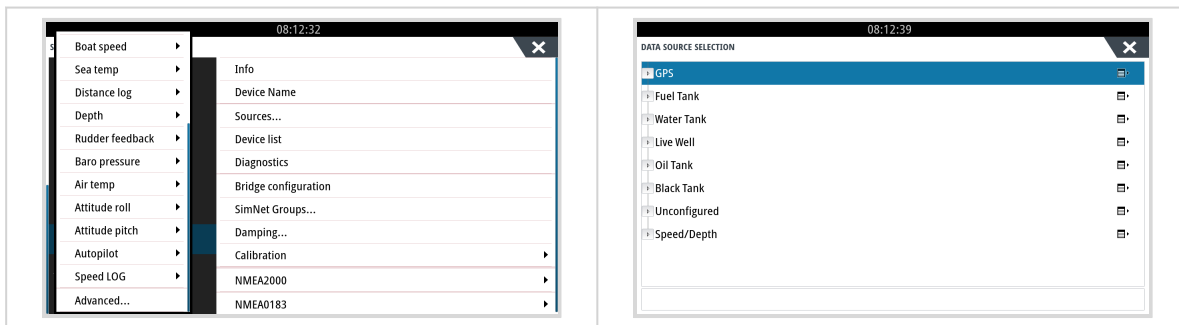 08:12:32
S
Boat speed
Sea temp
Distance log
Depth
Rudder feedback
Baro pressure
Air temp
Attitude roll
Attitude pitch
Autopilot
Speed LOG
Advanced...
Info
Device Name
Sources...
Device list
Diagnostics
Bridge configuration
SimNet Groups...
Damping...
Calibration
NMEA2000
NMEA0183
08:12:39
DATA SOURCE SELECTION
GPS
Fuel Tank
Water Tank
Live Well
Oil Tank
Black Tank
Unconfigured
Speed/Depth